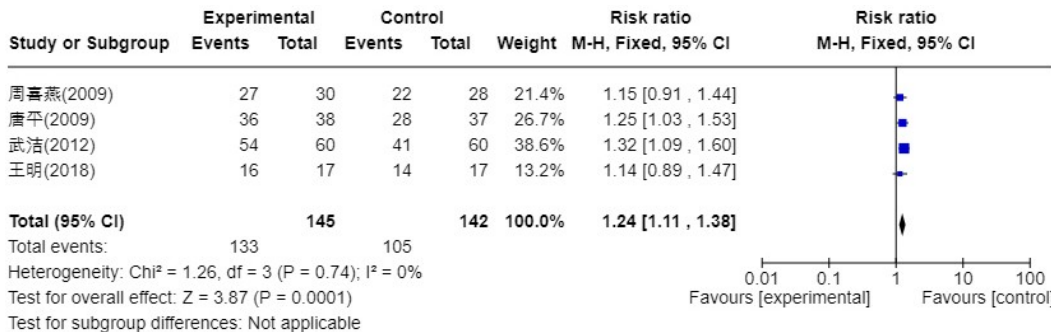 Experimental Control Risk ratio Risk ratio
Study or Subgroup Events Total Events Total Weight M-H, Fixed, 95% CI M-H, Fixed, 95% CI
周喜燕(2009) 27 30 22 28 21.4% 1.15 [0.91 , 1.44]
唐平(2009) 36 38 28 37 26.7% 1.25 [1.03 , 1.53]
武洁(2012) 54 60 41 60 38.6% 1.32 [1.09 , 1.60]
王明(2018) 16 17 14 17 13.2% 1.14 [0.89 , 1.47]
Total (95% CI) 145 142 100.0% 1.24 [1.11 , 1.38]
Total events: 133 105
Heterogeneity: Chi² = 1.26, df = 3 (P = 0.74); I² = 0%
0.01 0.1 1 10 100
Test for overall effect: Z = 3.87 (P = 0.0001) Favours [experimental] Favours [control]
Test for subgroup differences: Not applicable